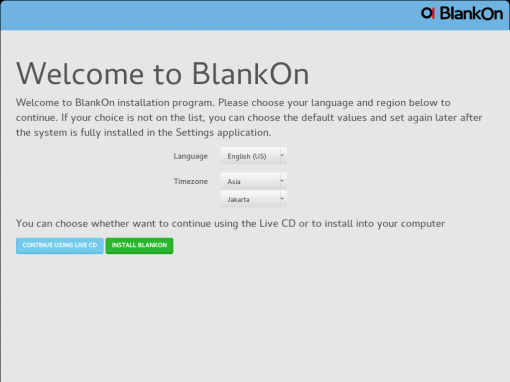 BlankOn
Welcome to BlankOn
Welcome to BlankOn installation program. Please choose your language and region below to
continue. If your choice is not on the list, you can choose the default values and set again later after
the system is fully installed in the Settings application.
Language English (US)
Timezone Asia
Jakarta
You can choose whether want to continue using the Live CD or to install into your computer
CONTINUE USING LIVE CD INSTALL BLANKON